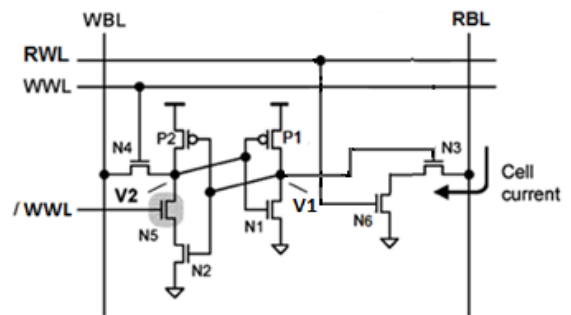 WBL
RBL
RWL
WWL
P2
P1
N4
N3
Cell
current
V2
V1
/ WWL
N5
N1
N6
N2